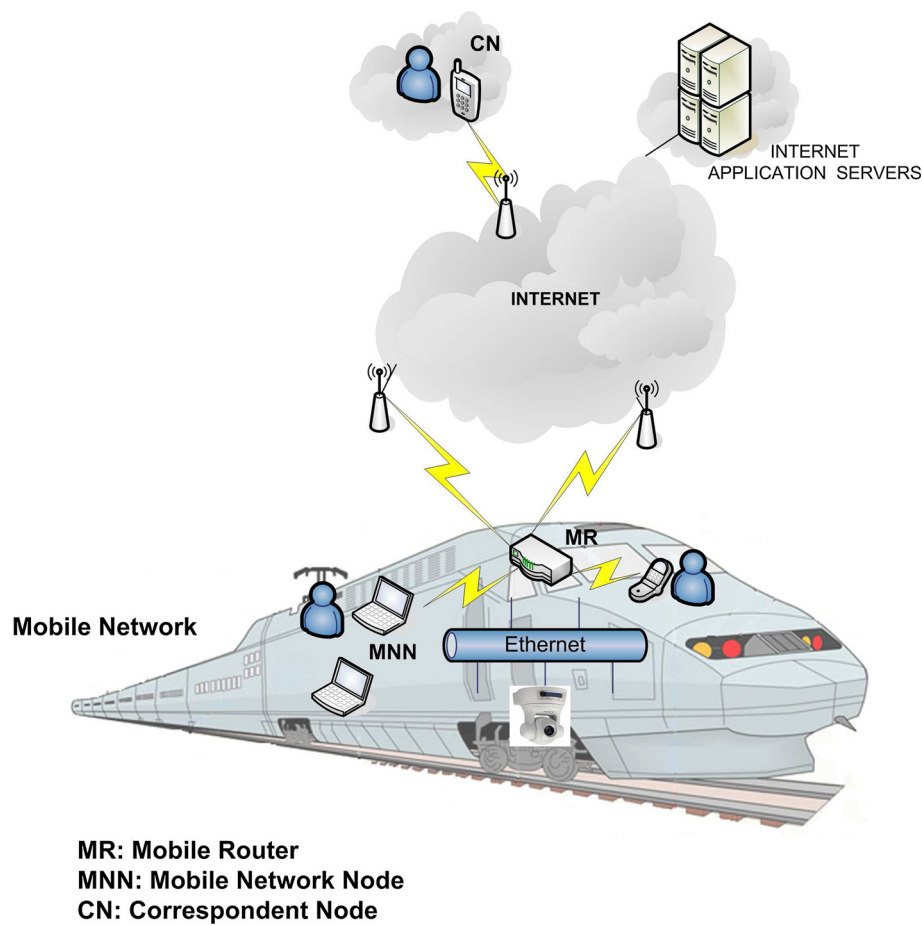 CN
INTERNET
APPLICATION SERVERS
INTERNET
MR
Mobile Network
MNN
Ethernet
MR: Mobile Router
MNN: Mobile Network Node
CN: Correspondent Node